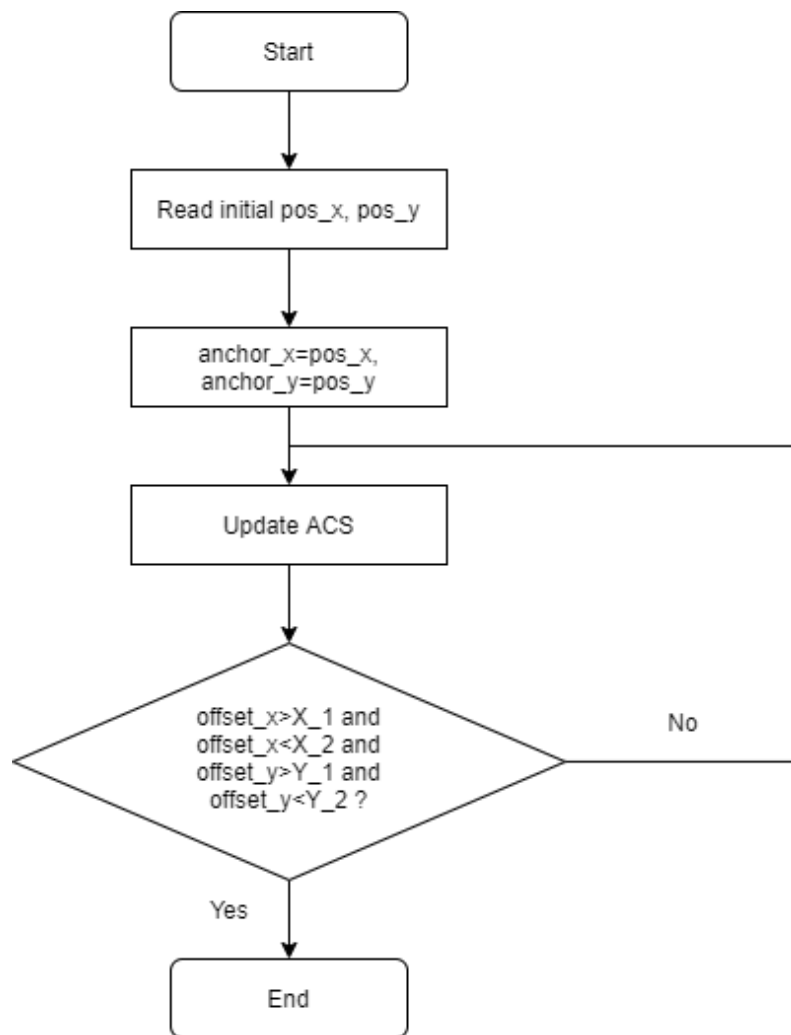 Start
Read initial pos_x, pos_y
anchor_x=pos_x,
anchor_y=pos_y
Update ACS
offset_x>X_1 and
offset_x<X_2 and
offset_y>Y_1 and
offset_y<Y_2 ?
No
Yes
End